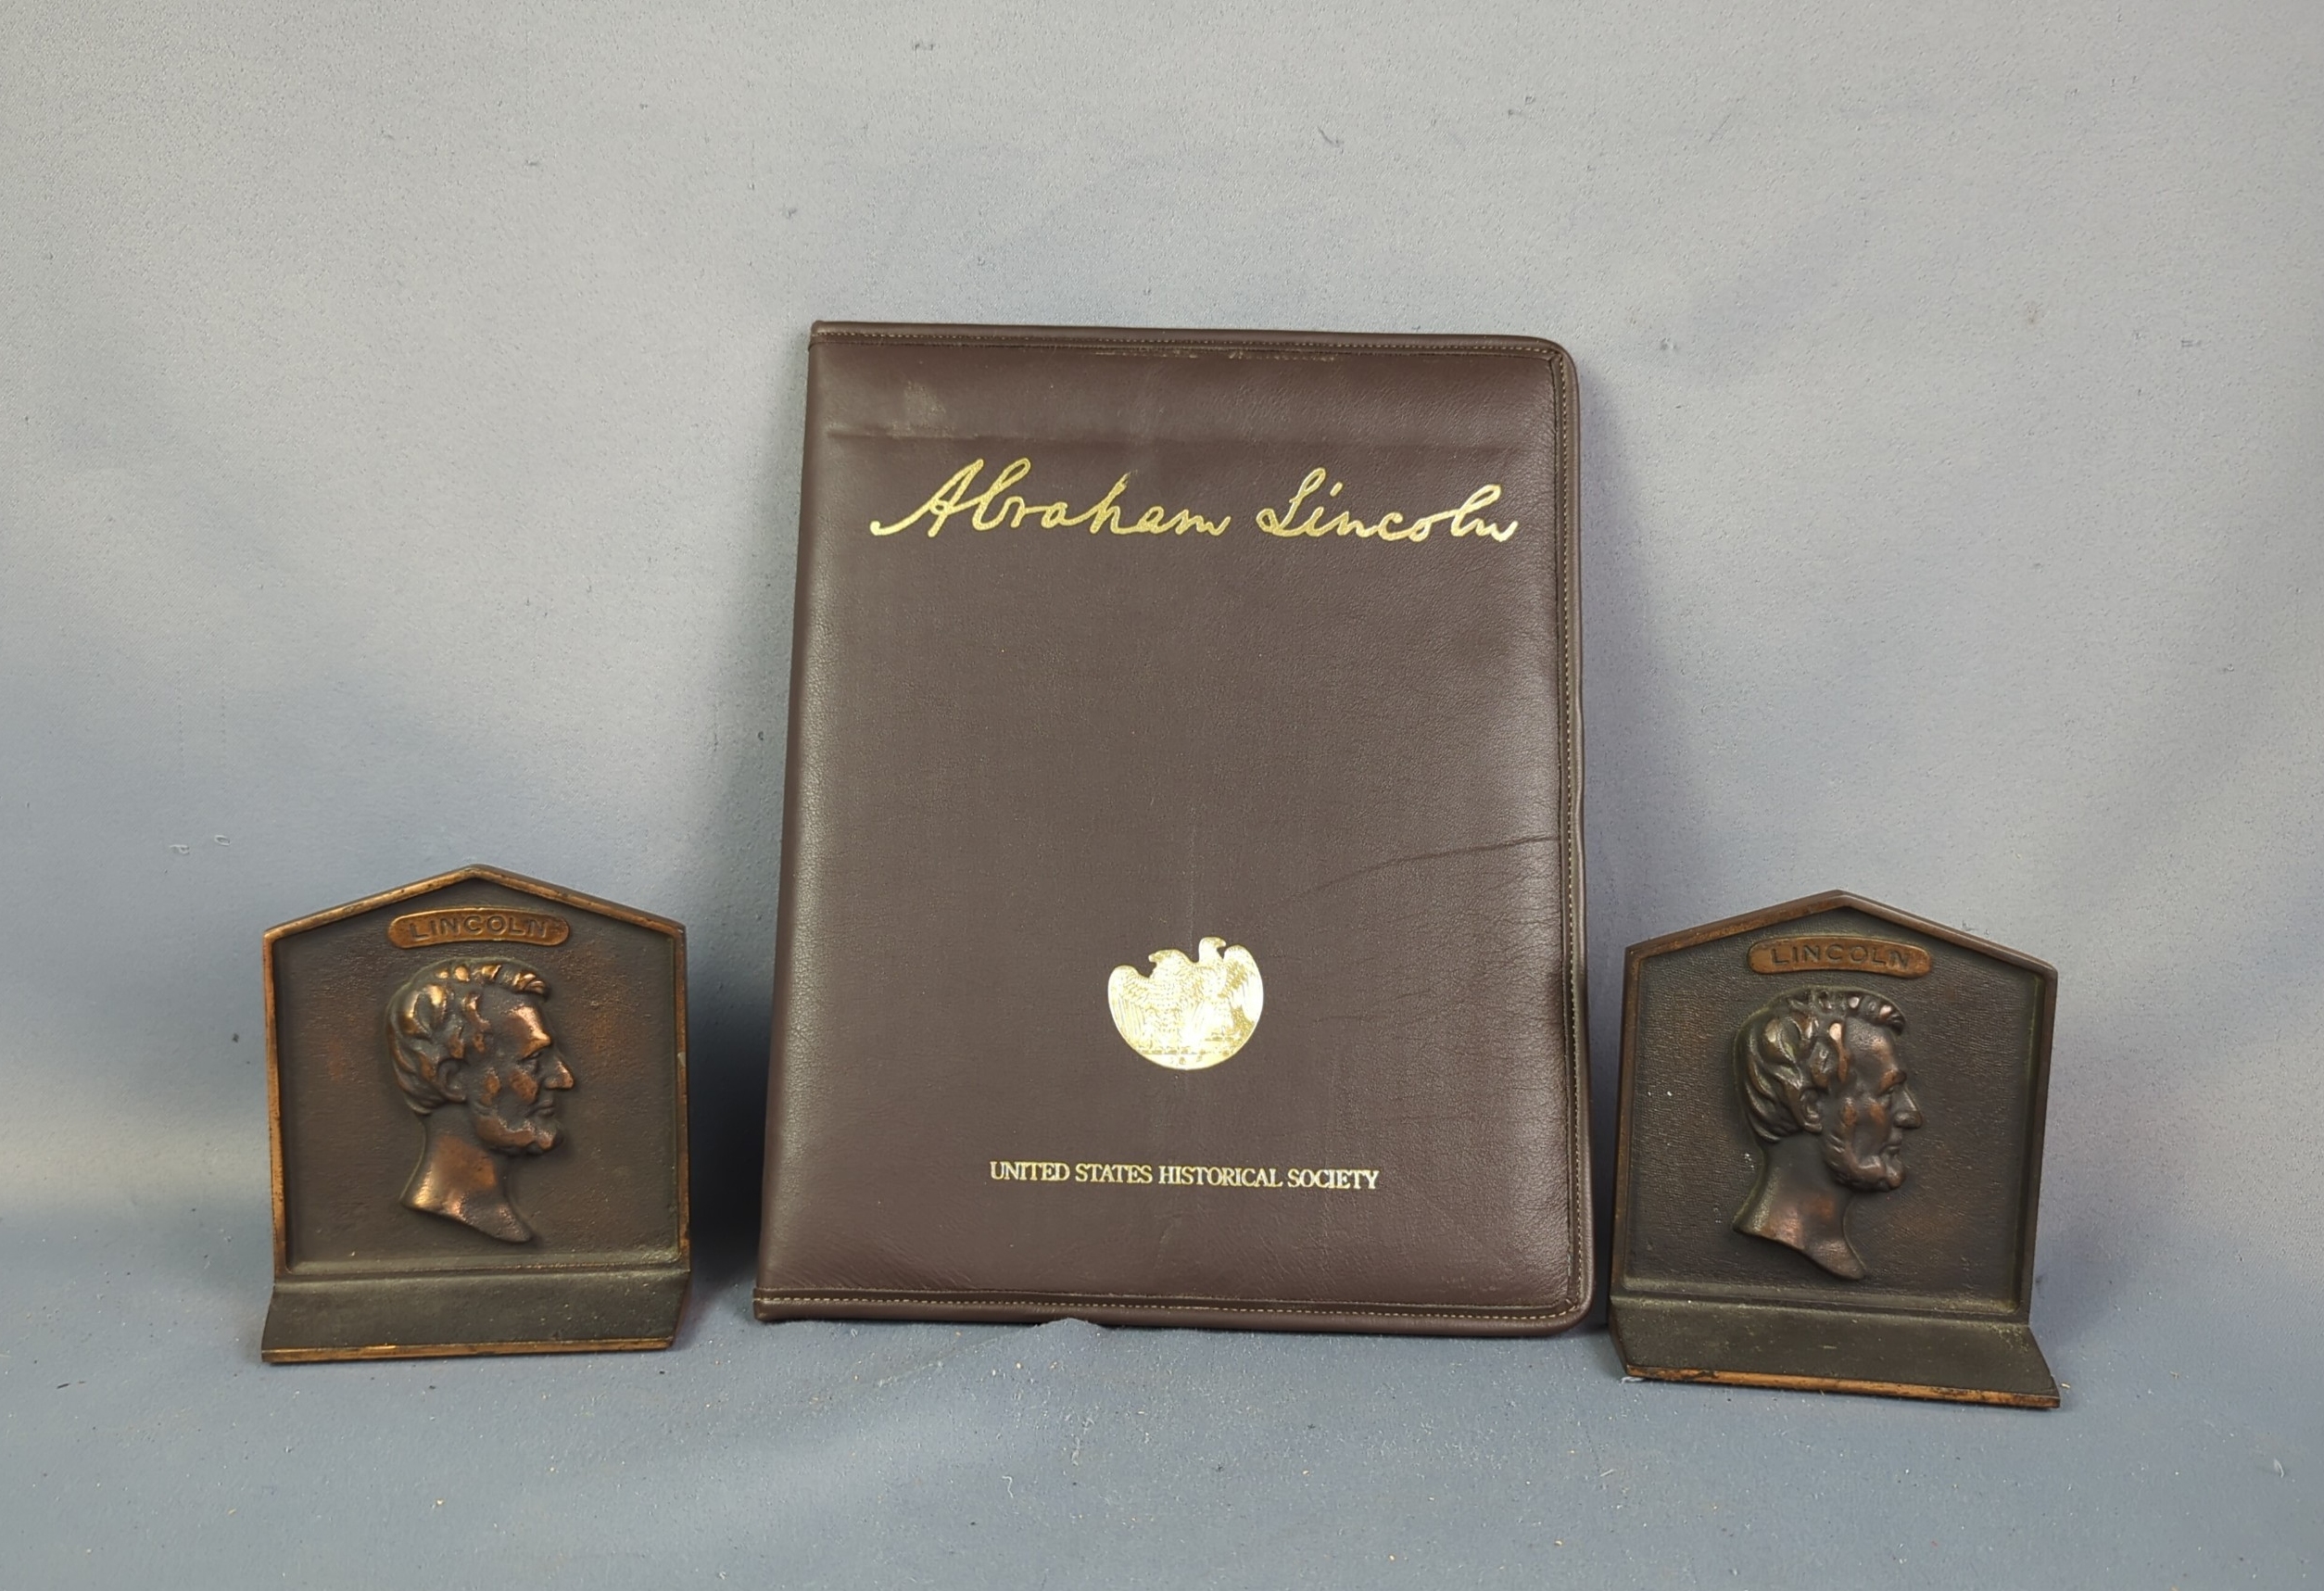 Abraham Lincoln
LINCOLN
LINCOLN
UNITED STATES HISTORICAL SOCIETY